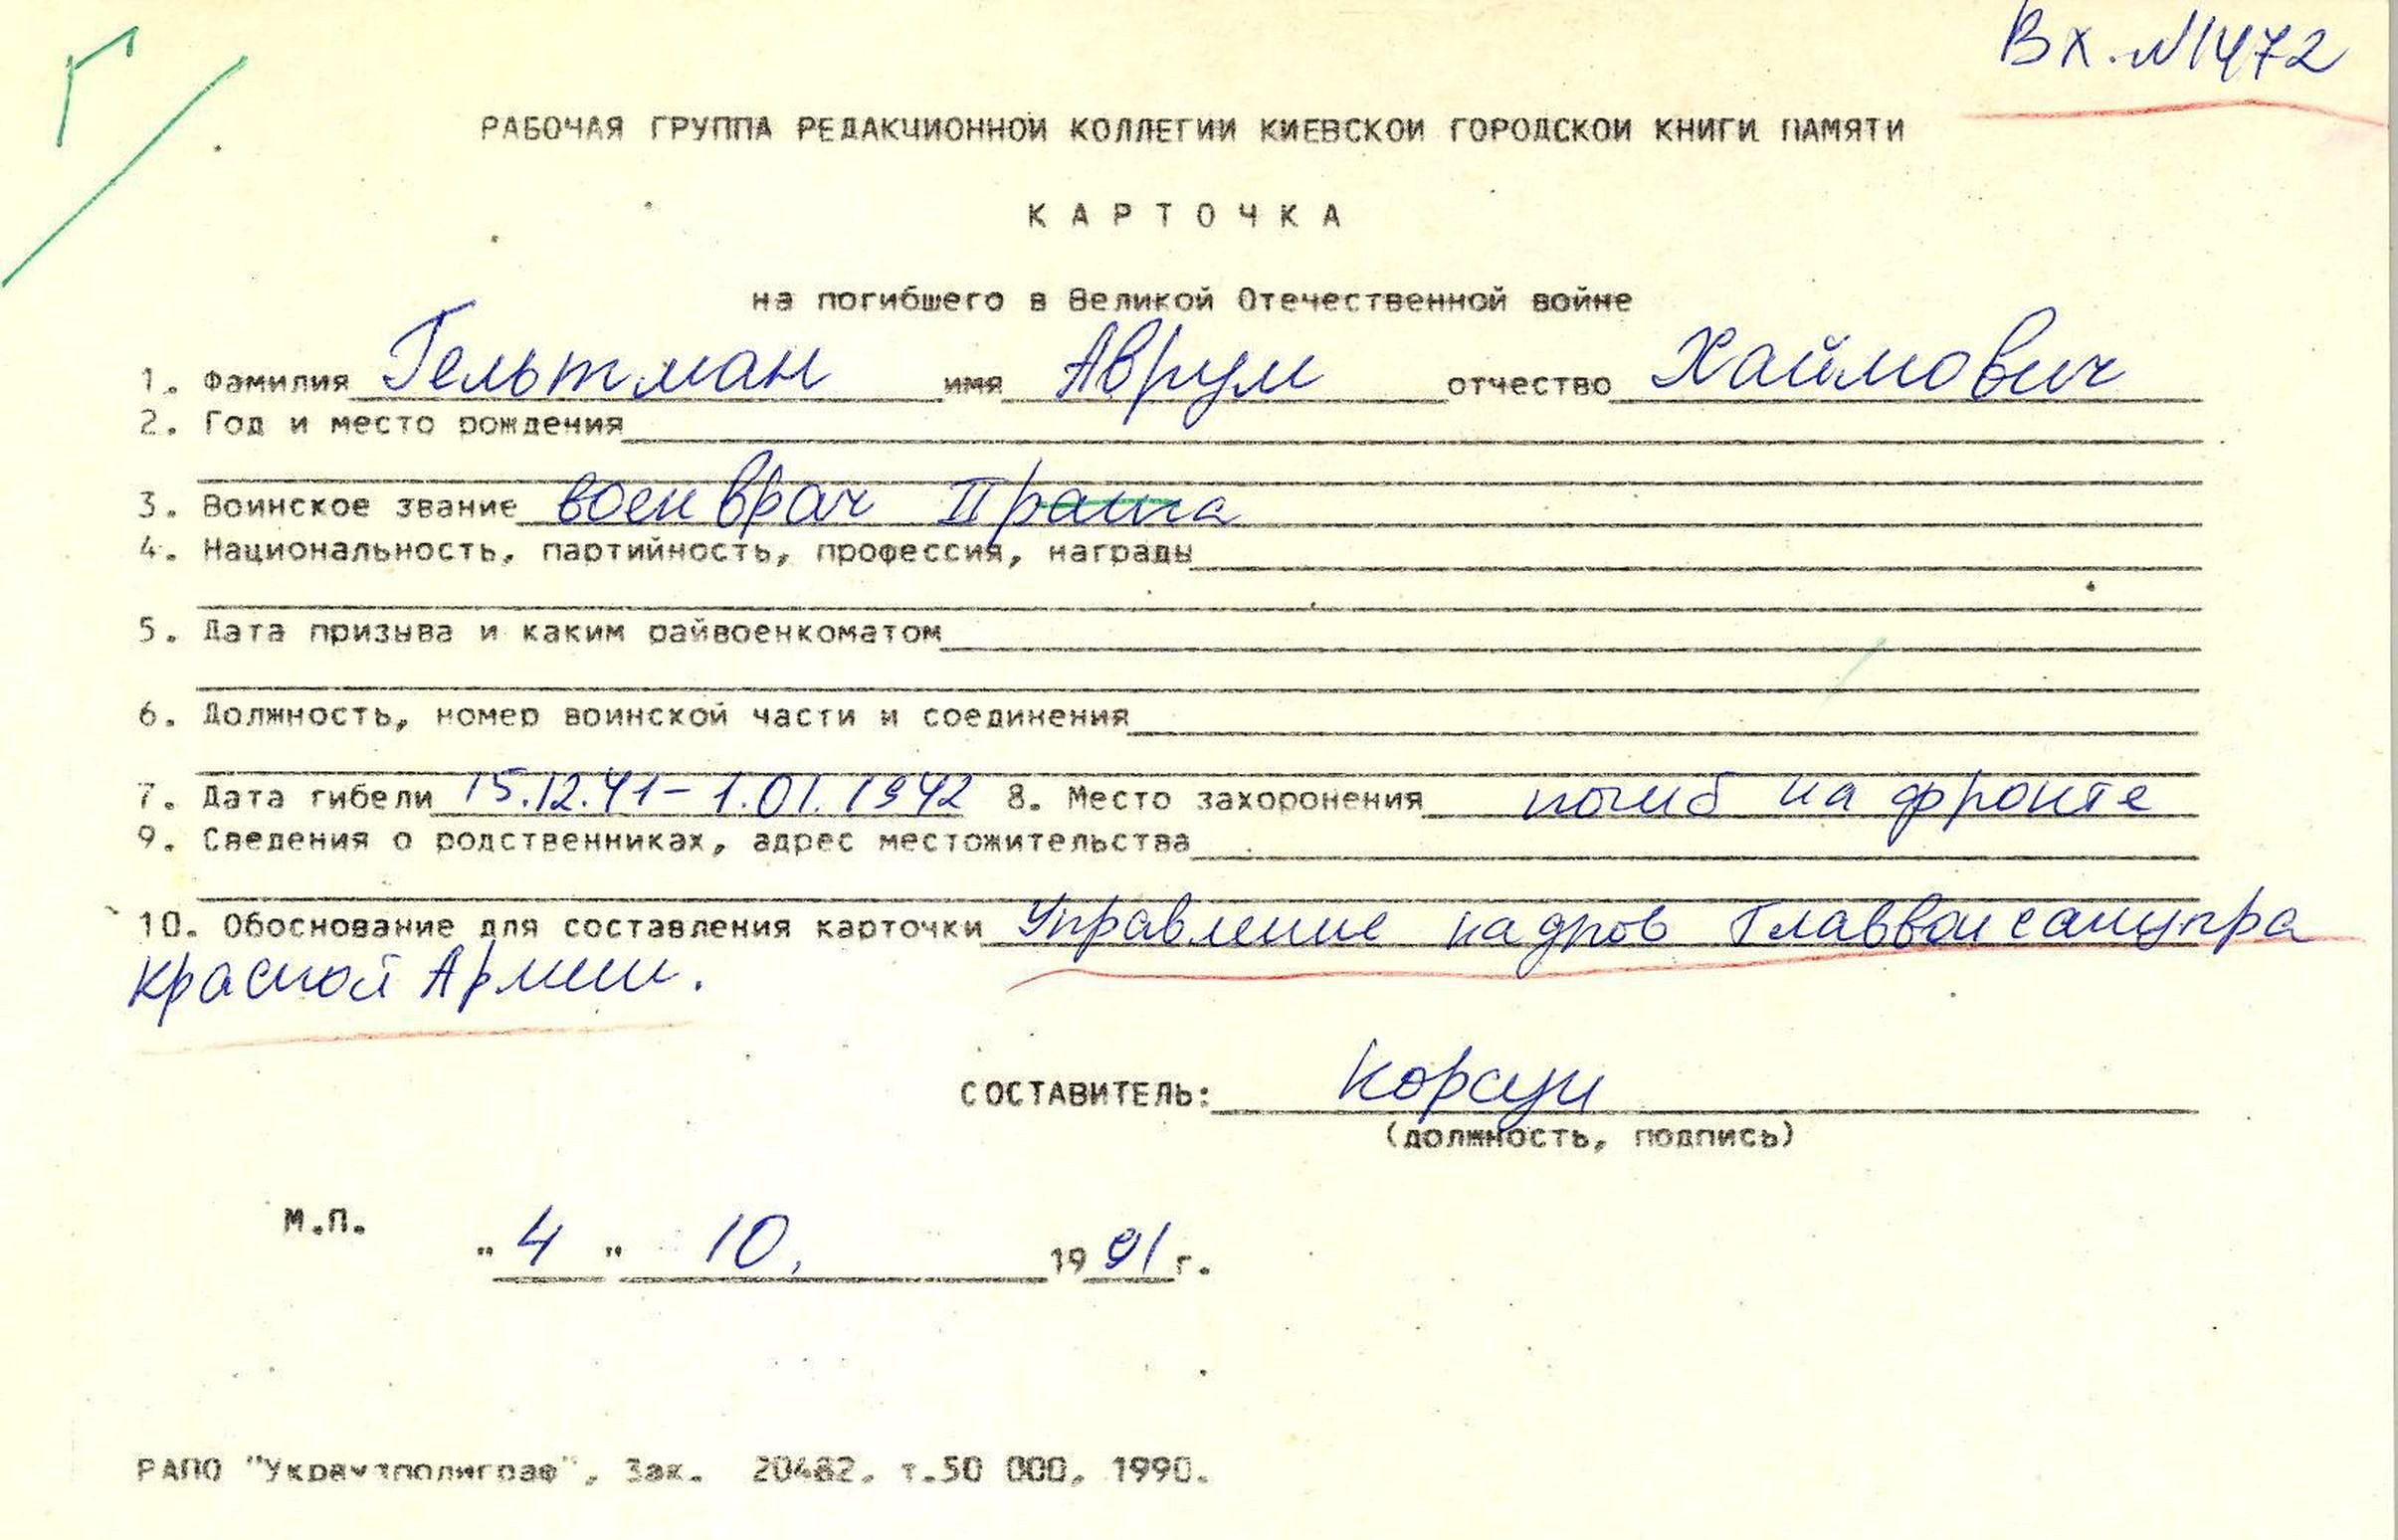 Г
Вх. N1472
РАБОЧАЯ ГРУППА РЕДАКЦИОННОЙ КОЛЛЕГИИ КИЕВСКОЙ ГОРОДСКОЙ КНИГИ ПАМЯТИ
КАРТОЧКА
на погибшего в Великой Отечественной войне
1. Фамилия Гельтман имя Аврум отчество Хаймович
2. Год и место рождения
3. Воинское звание военврач II ранга
4. Национальность, партийность, профессия, награды
5. Дата призыва и каким райвоенкоматом
6. Должность, номер воинской части и соединения
7. Дата гибели 15.12.41-1.01.1942 8. Место захоронения погиб на фронте
9. Сведения о родственниках, адрес местожительства
10. Обоснование для составления карточки Управление кадров Главвоенсанупра
Красной Армии.
СОСТАВИТЕЛЬ: Корсун
(должность, подпись)
М.П.
"4" 10. 1991 г.
РАПО "Укрвузполиграф", Зак. 20482, т.50 000, 1990.